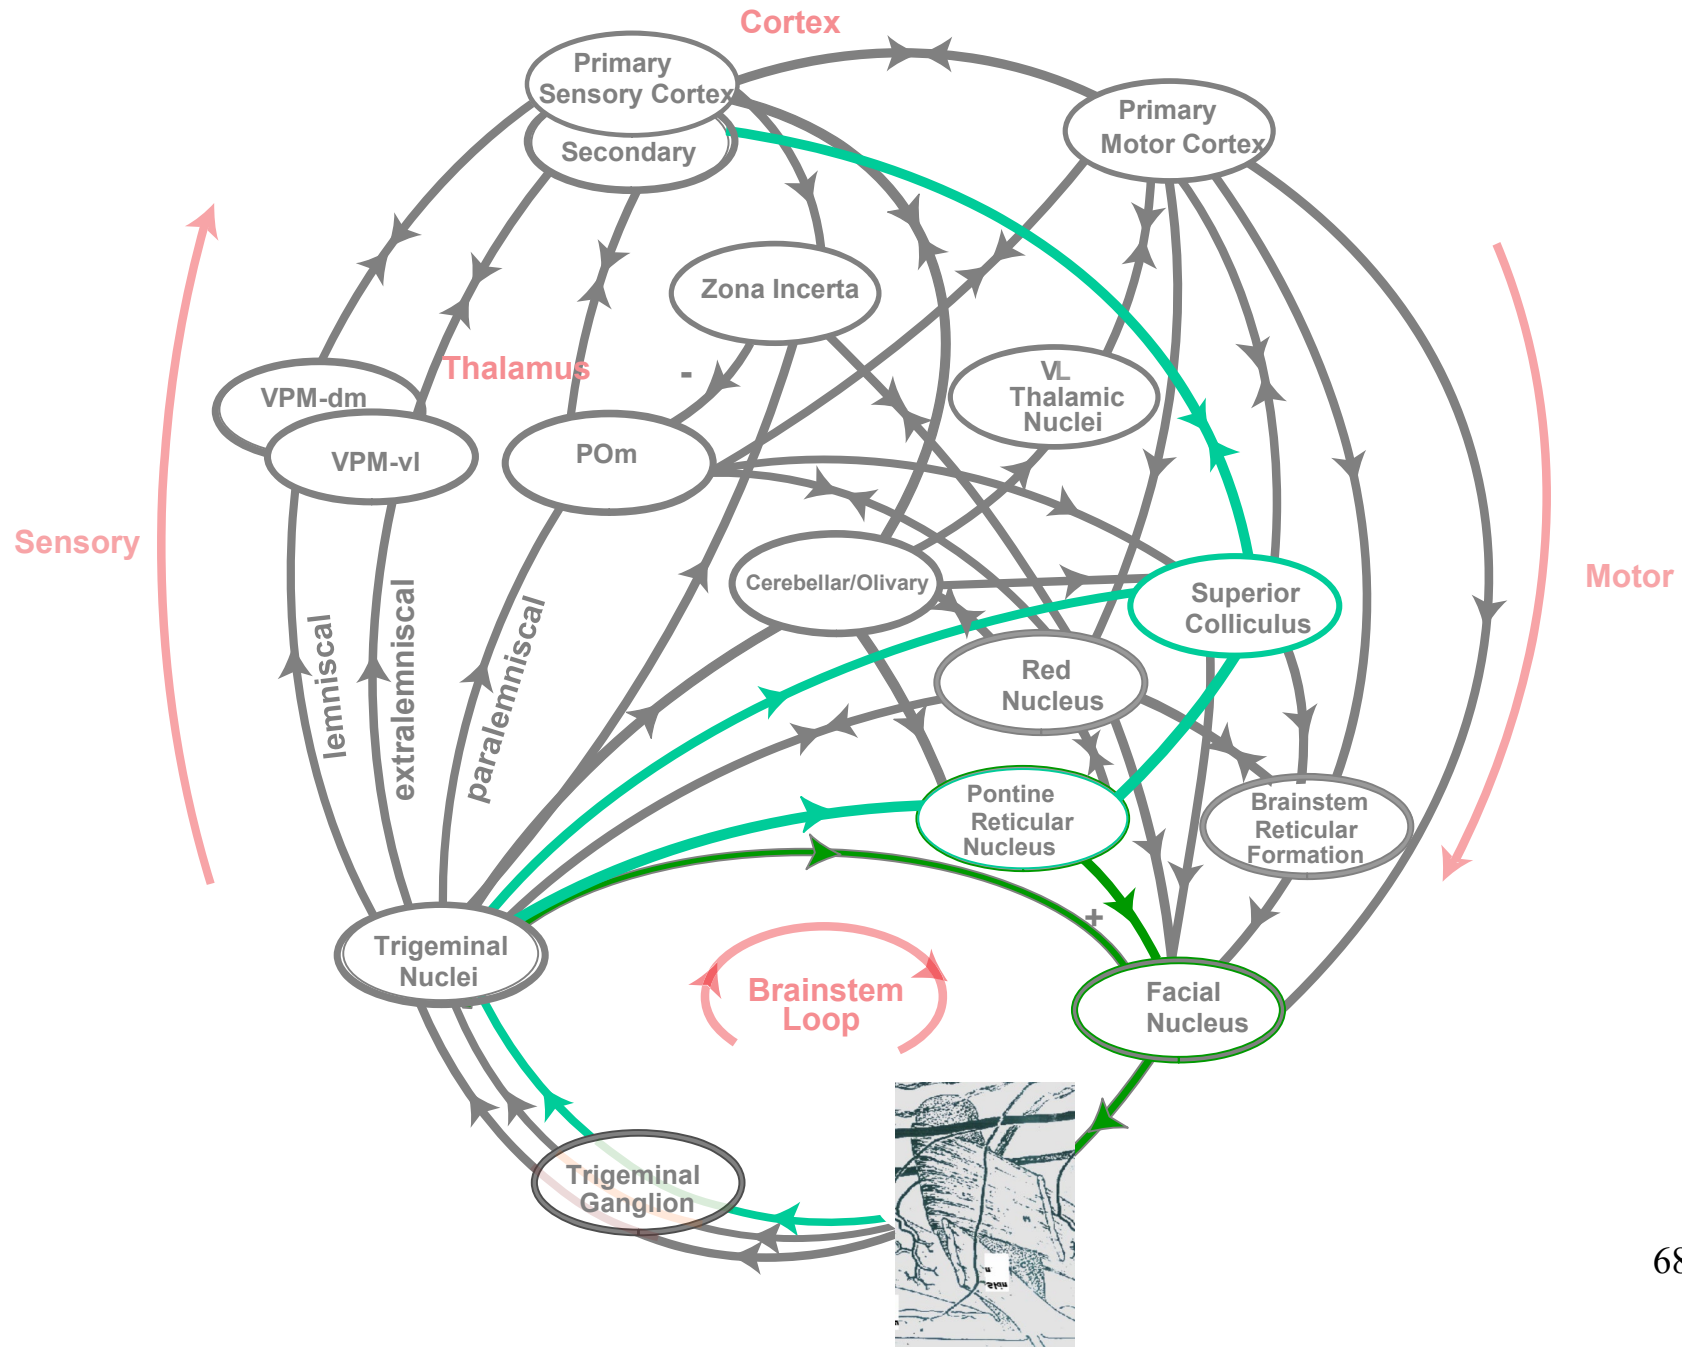 Cortex
Primary
Sensory Cortex
Secondary
Primary
Motor Cortex
Zona Incerta
Thalamus
-
VL
Thalamic
Nuclei
VPM-dm
VPM-vl
POm
Sensory
Motor
Cerebellar/Olivary
Superior
Colliculus
lemniscal
extralemniscal
paralemniscal
Red
Nucleus
Pontine
Reticular
Nucleus
Brainstem
Reticular
Formation
+
Trigeminal
Nuclei
Brainstem
Loop
Facial
Nucleus
Trigeminal
Ganglion
68